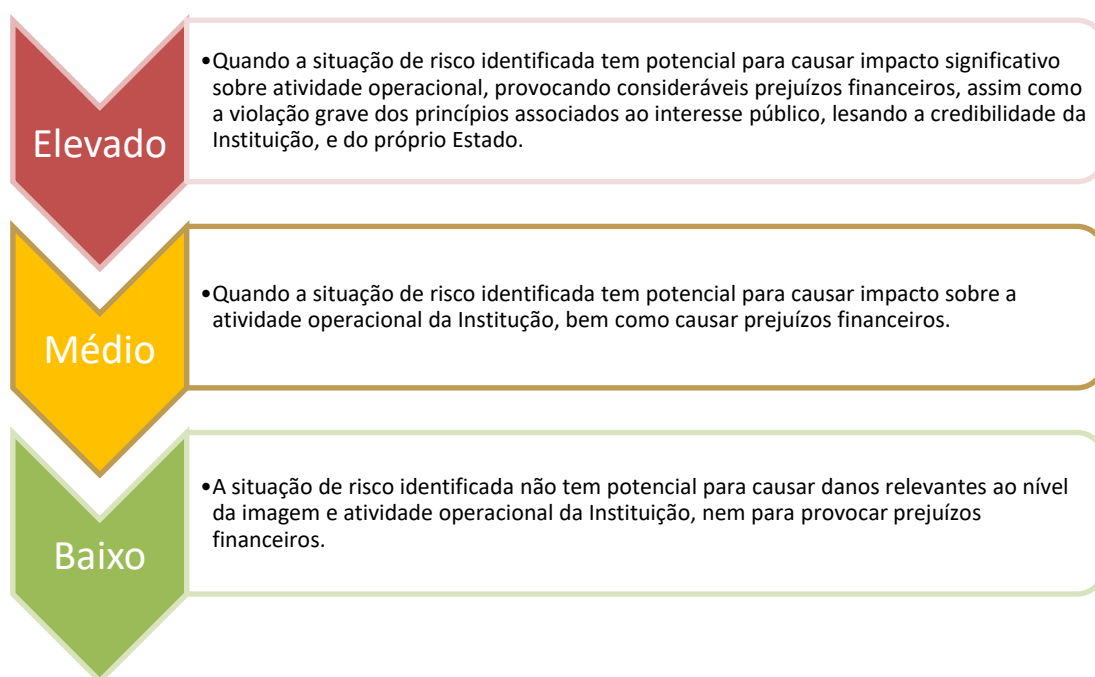 Elevado
•Quando a situação de risco identificada tem potencial para causar impacto significativo
sobre atividade operacional, provocando consideráveis prejuízos financeiros, assim como
a violação grave dos princípios associados ao interesse público, lesando a credibilidade da
Instituição, e do próprio Estado.
Médio
•Quando a situação de risco identificada tem potencial para causar impacto sobre a
atividade operacional da Institução, bem como causar prejuízos financeiros.
Baixo
•A situação de risco identificada não tem potencial para causar danos relevantes ao nível
da imagem e atividade operacional da Instituição, nem para provocar prejuízos
financeiros.